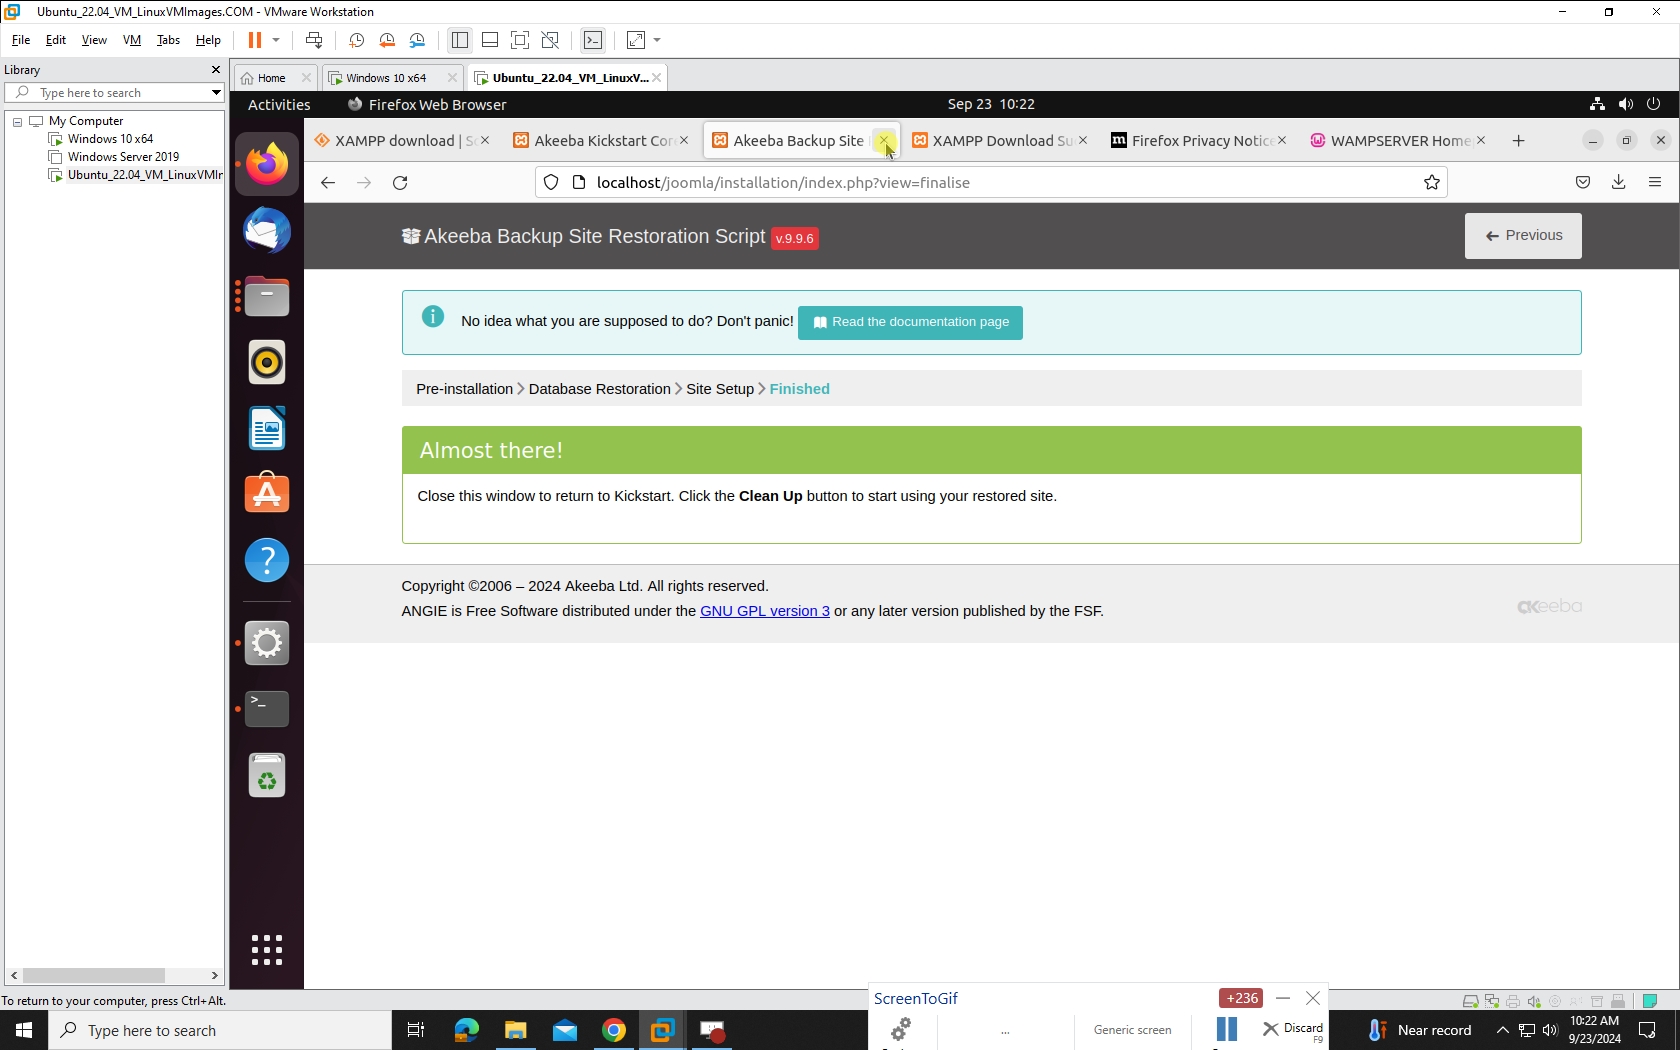 Ubuntu_22.04_VM_LinuxVMImages.COM - VMware Workstation
File Edit View VM Tabs Help
Library
Type here to search
My Computer
Windows 10 x64
Windows Server 2019
Ubuntu_22.04_VM_LinuxVMIr
Home
Windows 10 x64
Ubuntu_22.04_VM_LinuxV...
Activities
Firefox Web Browser
Sep 23 10:22
XAMPP download | S
Akeeba Kickstart Cor
Akeeba Backup Site
XAMPP Download Su
Firefox Privacy Notice
WAMPSERVER Home
localhost/joomla/installation/index.php?view=finalise
Akeeba Backup Site Restoration Script v.9.9.6
Previous
No idea what you are supposed to do? Don't panic! Read the documentation page
Pre-installation > Database Restoration > Site Setup > Finished
Almost there!
Close this window to return to Kickstart. Click the Clean Up button to start using your restored site.
Copyright ©2006 – 2024 Akeeba Ltd. All rights reserved.
ANGIE is Free Software distributed under the GNU GPL version 3 or any later version published by the FSF.
akeeba
To return to your computer, press Ctrl+Alt.
ScreenToGif
+236
...
Generic screen
Discard
F9
Type here to search
Near record
10:22 AM
9/23/2024